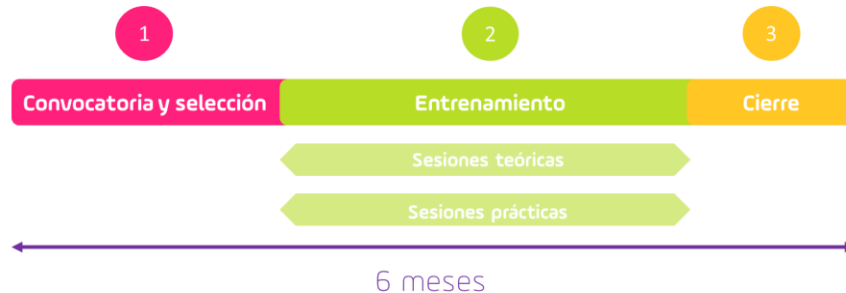 1
2
3
Convocatoria y selección
Entrenamiento
Cierre
Sesiones teóricas
Sesiones prácticas
6 meses